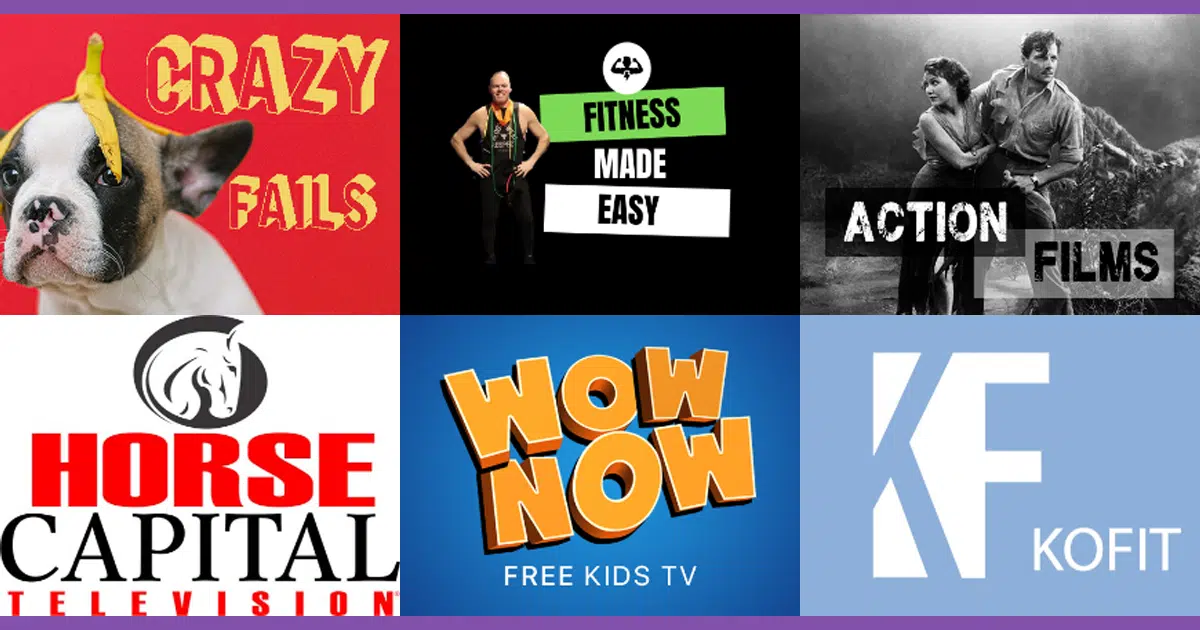 CRAZY
FAILS
FITNESS
MADE
EASY
ACTION
FILMS
HORSE
CAPITAL
TELEVISION
WOW
NOW
FREE KIDS TV
KF
KOFIT